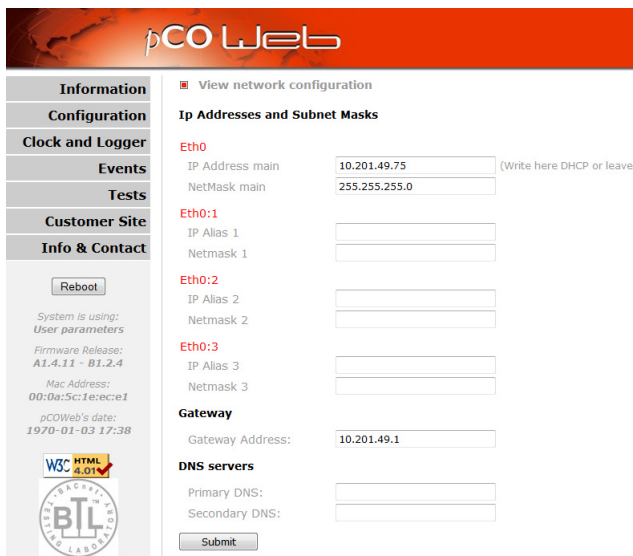 pCO Web
Information
Configuration
Clock and Logger
Events
Tests
Customer Site
Info & Contact
Reboot
System is using:
User parameters
Firmware Release:
A1.4.11 - B1.2.4
Mac Address:
00:0a:5c:1e:ec:e1
pCOWeb's date:
1970-01-03 17:38
W3C HTML 4.01
BACnet TESTING LABORATORY
BTL
View network configuration
Ip Addresses and Subnet Masks
Eth0
IP Address main 10.201.49.75 (Write here DHCP or leave
NetMask main 255.255.255.0
Eth0:1
IP Alias 1
Netmask 1
Eth0:2
IP Alias 2
Netmask 2
Eth0:3
IP Alias 3
Netmask 3
Gateway
Gateway Address: 10.201.49.1
DNS servers
Primary DNS:
Secondary DNS:
Submit